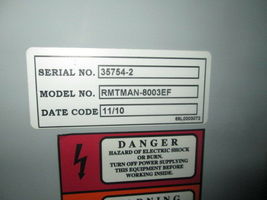 SERIAL NO. 35754-2
MODEL NO. RMTMAN-8003EF
DATE CODE 11/10
DANGER
HAZARD OF ELECTRIC SHOCK
OR BURN.
TURN OFF POWER SUPPLYING
THIS EQUIPMENT BEFORE
WORKING INSIDE.
WARNING